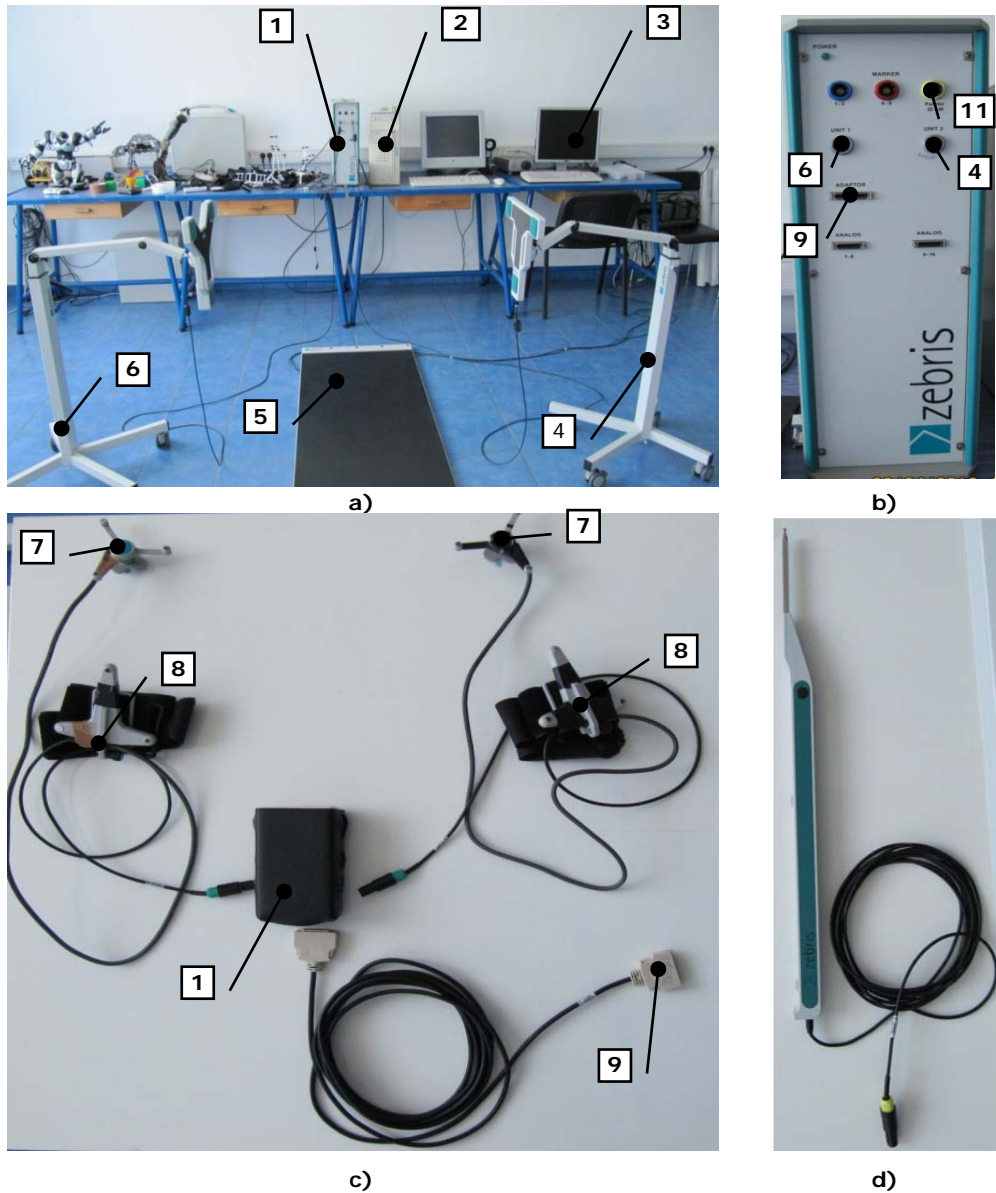 1
2
3
6
5
4
a)
POWER
MARKER
1-3
4-6
11
UNIT 1
UNIT 2
6
4
ADAPTOR
9
ANALOG
ANALOG
1-8
9-16
zebris
b)
7
7
8
8
1
9
c)
zebris
d)